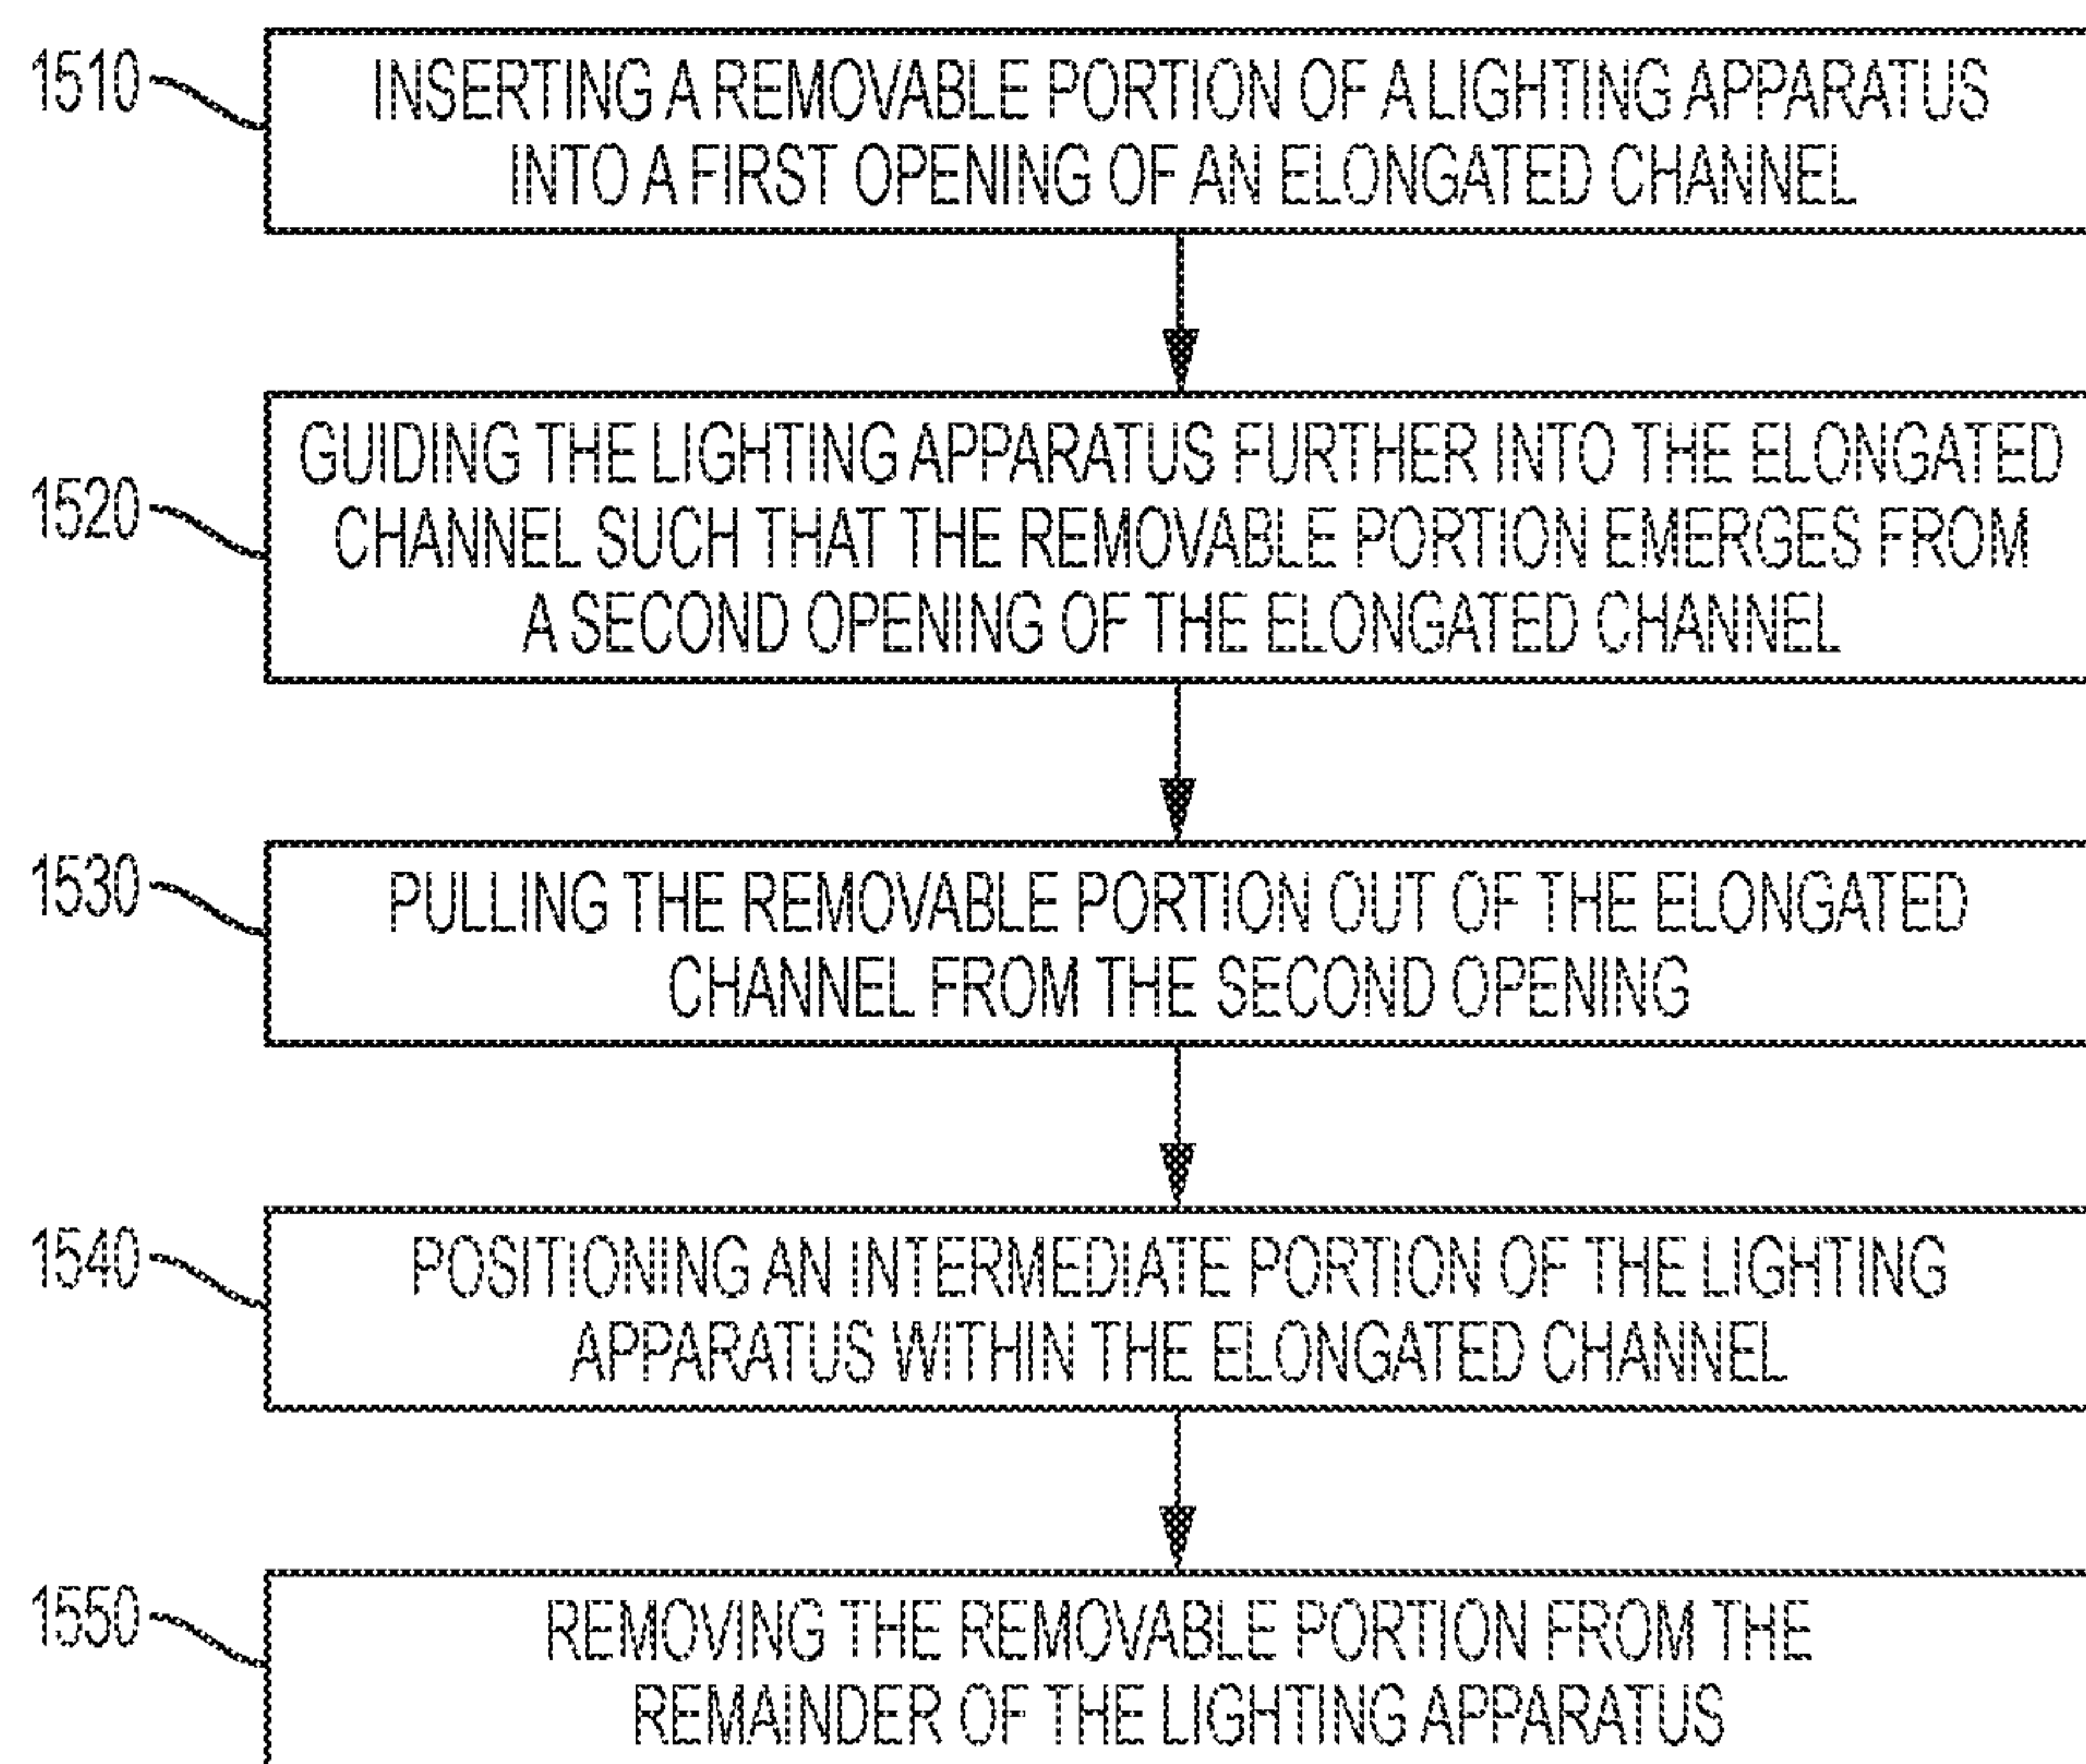 1510
INSERTING A REMOVABLE PORTION OF A LIGHTING APPARATUS
INTO A FIRST OPENING OF AN ELONGATED CHANNEL
1520
GUIDING THE LIGHTING APPARATUS FURTHER INTO THE ELONGATED
CHANNEL SUCH THAT THE REMOVABLE PORTION EMERGES FROM
A SECOND OPENING OF THE ELONGATED CHANNEL
1530
PULLING THE REMOVABLE PORTION OUT OF THE ELONGATED
CHANNEL FROM THE SECOND OPENING
1540
POSITIONING AN INTERMEDIATE PORTION OF THE LIGHTING
APPARATUS WITHIN THE ELONGATED CHANNEL
1550
REMOVING THE REMOVABLE PORTION FROM THE
REMAINDER OF THE LIGHTING APPARATUS